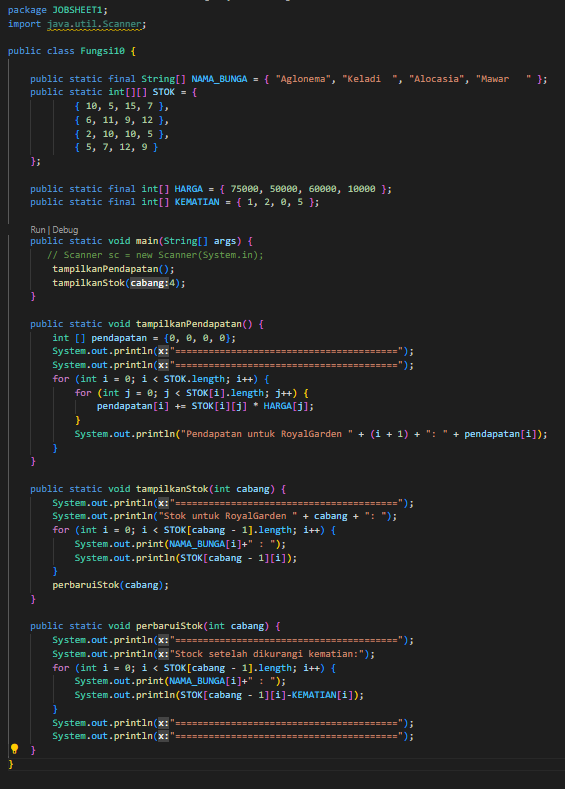 package JOBSHEET1;
import java.util.Scanner;
public class Fungsi10 {
public static final String[] NAMA_BUNGA = { "Aglonema", "Keladi  ", "Alocasia", "Mawar   " };
public static int[][] STOK = {
{ 10, 5, 15, 7 },
{ 6, 11, 9, 12 },
{ 2, 10, 10, 5 },
{ 5, 7, 12, 9 }
};
public static final int[] HARGA = { 75000, 50000, 60000, 10000 };
public static final int[] KEMATIAN = { 1, 2, 0, 5 };
Run | Debug
public static void main(String[] args) {
// Scanner sc = new Scanner(System.in);
tampilkanPendapatan();
tampilkanStok(cabang:4);
}
public static void tampilkanPendapatan() {
int [] pendapatan = {0, 0, 0, 0};
System.out.println(x:"========================================");
System.out.println(x:"========================================");
for (int i = 0; i < STOK.length; i++) {
for (int j = 0; j < STOK[i].length; j++) {
pendapatan[i] += STOK[i][j] * HARGA[j];
}
System.out.println("Pendapatan untuk RoyalGarden " + (i + 1) + ": " + pendapatan[i]);
}
}
public static void tampilkanStok(int cabang) {
System.out.println(x:"========================================");
System.out.println("Stok untuk RoyalGarden " + cabang + ": ");
for (int i = 0; i < STOK[cabang - 1].length; i++) {
System.out.print(NAMA_BUNGA[i]+" : ");
System.out.println(STOK[cabang - 1][i]);
}
perbaruiStok(cabang);
}
public static void perbaruiStok(int cabang) {
System.out.println(x:"========================================");
System.out.println(x:"Stock setelah dikurangi kematian:");
for (int i = 0; i < STOK[cabang - 1].length; i++) {
System.out.print(NAMA_BUNGA[i]+" : ");
System.out.println(STOK[cabang - 1][i]-KEMATIAN[i]);
}
System.out.println(x:"========================================");
System.out.println(x:"========================================");
}
}